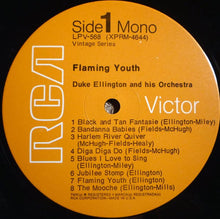 Side 1 Mono
LPV-568 (XPRM-4644)
Vintage Series
Flaming Youth
Duke Ellington and his Orchestra
RCA
Victor
1 Black and Tan Fantasie (Ellington-Miley)
2 Bandanna Babies (Fields-McHugh)
3 Harlem River Quiver
(McHugh-Fields-Healy)
4 Diga Diga Do (Fields-McHugh)
5 Blues I Love to Sing
(Ellington-Miley)
6 Jubilee Stomp (Ellington)
7 Flaming Youth (Ellington)
8 The Mooche (Ellington-Mills)